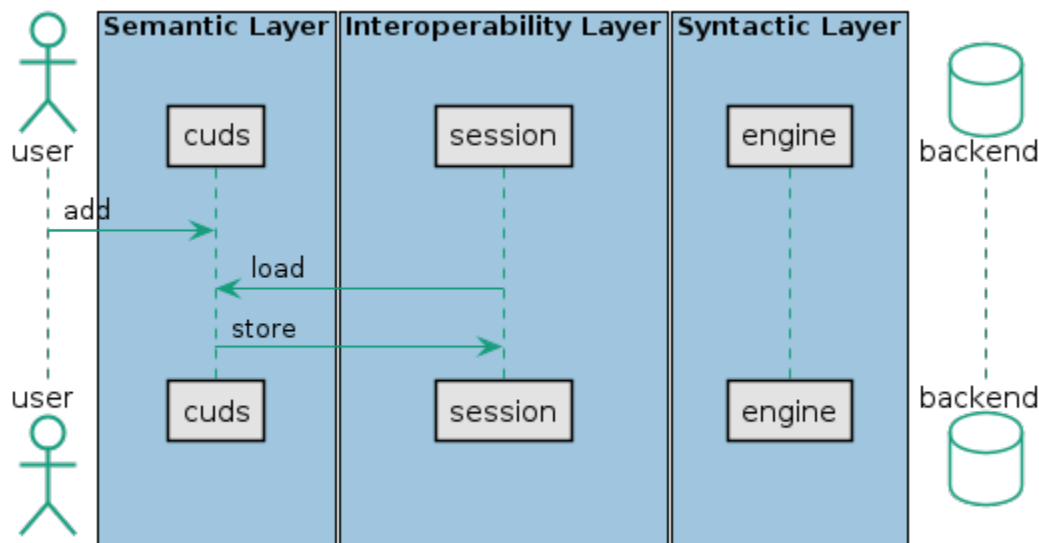 Semantic Layer Interoperability Layer Syntactic Layer
cuds session engine
user backend
add
load
store
user cuds session engine backend